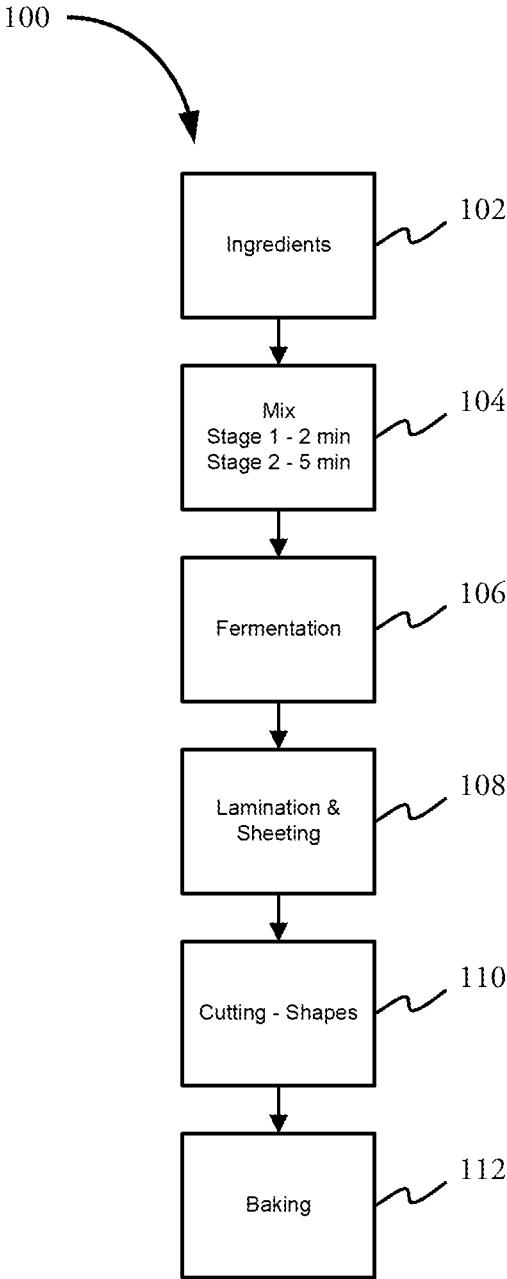 100
Ingredients
102
Mix
Stage 1 - 2 min
Stage 2 - 5 min
104
Fermentation
106
Lamination &
Sheeting
108
Cutting - Shapes
110
Baking
112